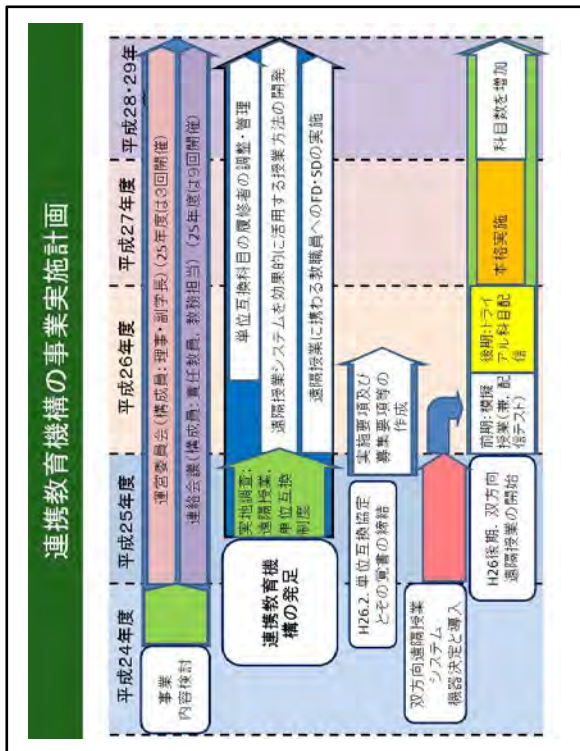 連携教育機構の事業実施計画
平成24年度
平成25年度
平成26年度
平成27年度
平成28・29年
事業
内容検討
運営委員会(構成員:理事・副学長)(25年度は3回開催)
連絡会議(構成員:責任教員、教務担当)(25年度は9回開催)
連携教育機
構の発足
実地調査:
遠隔授業、
単位互換
制度
単位互換科目の履修者の調整・管理
遠隔授業システムを効果的に活用する授業方法の開発
遠隔授業に携わる教職員へのFD・SDの実施
H26.2.単位互換協定
とその覚書の締結
実施要項及び
募集要項等の
作成
双方向遠隔授業
システム
機器決定と導入
H26後期、双方向
遠隔授業の開始
前期:模擬
授業(兼、配
信テスト)
後期:トライ
アル科目配
信
本格実施
科目数を増加